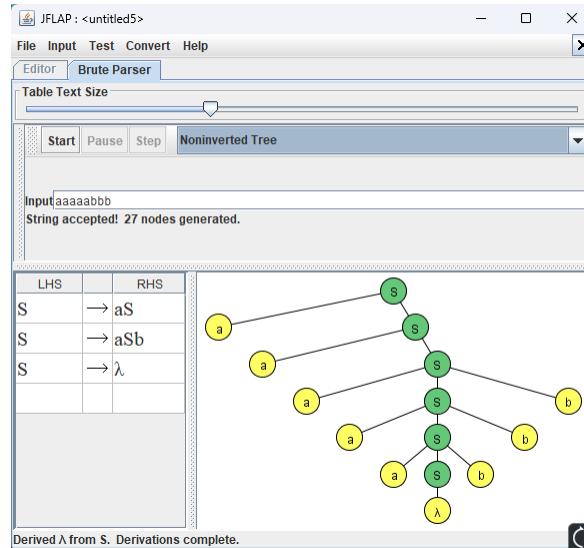 JFLAP : <untitled5>
File Input Test Convert Help
Editor Brute Parser
Table Text Size
Start Pause Step Noninverted Tree
Input aaaaabbb
String accepted! 27 nodes generated.
LHS RHS
S → aS
S → aSb
S → λ
S
a S
a S
a S b
a S b
a S b
λ
Derived λ from S. Derivations complete.